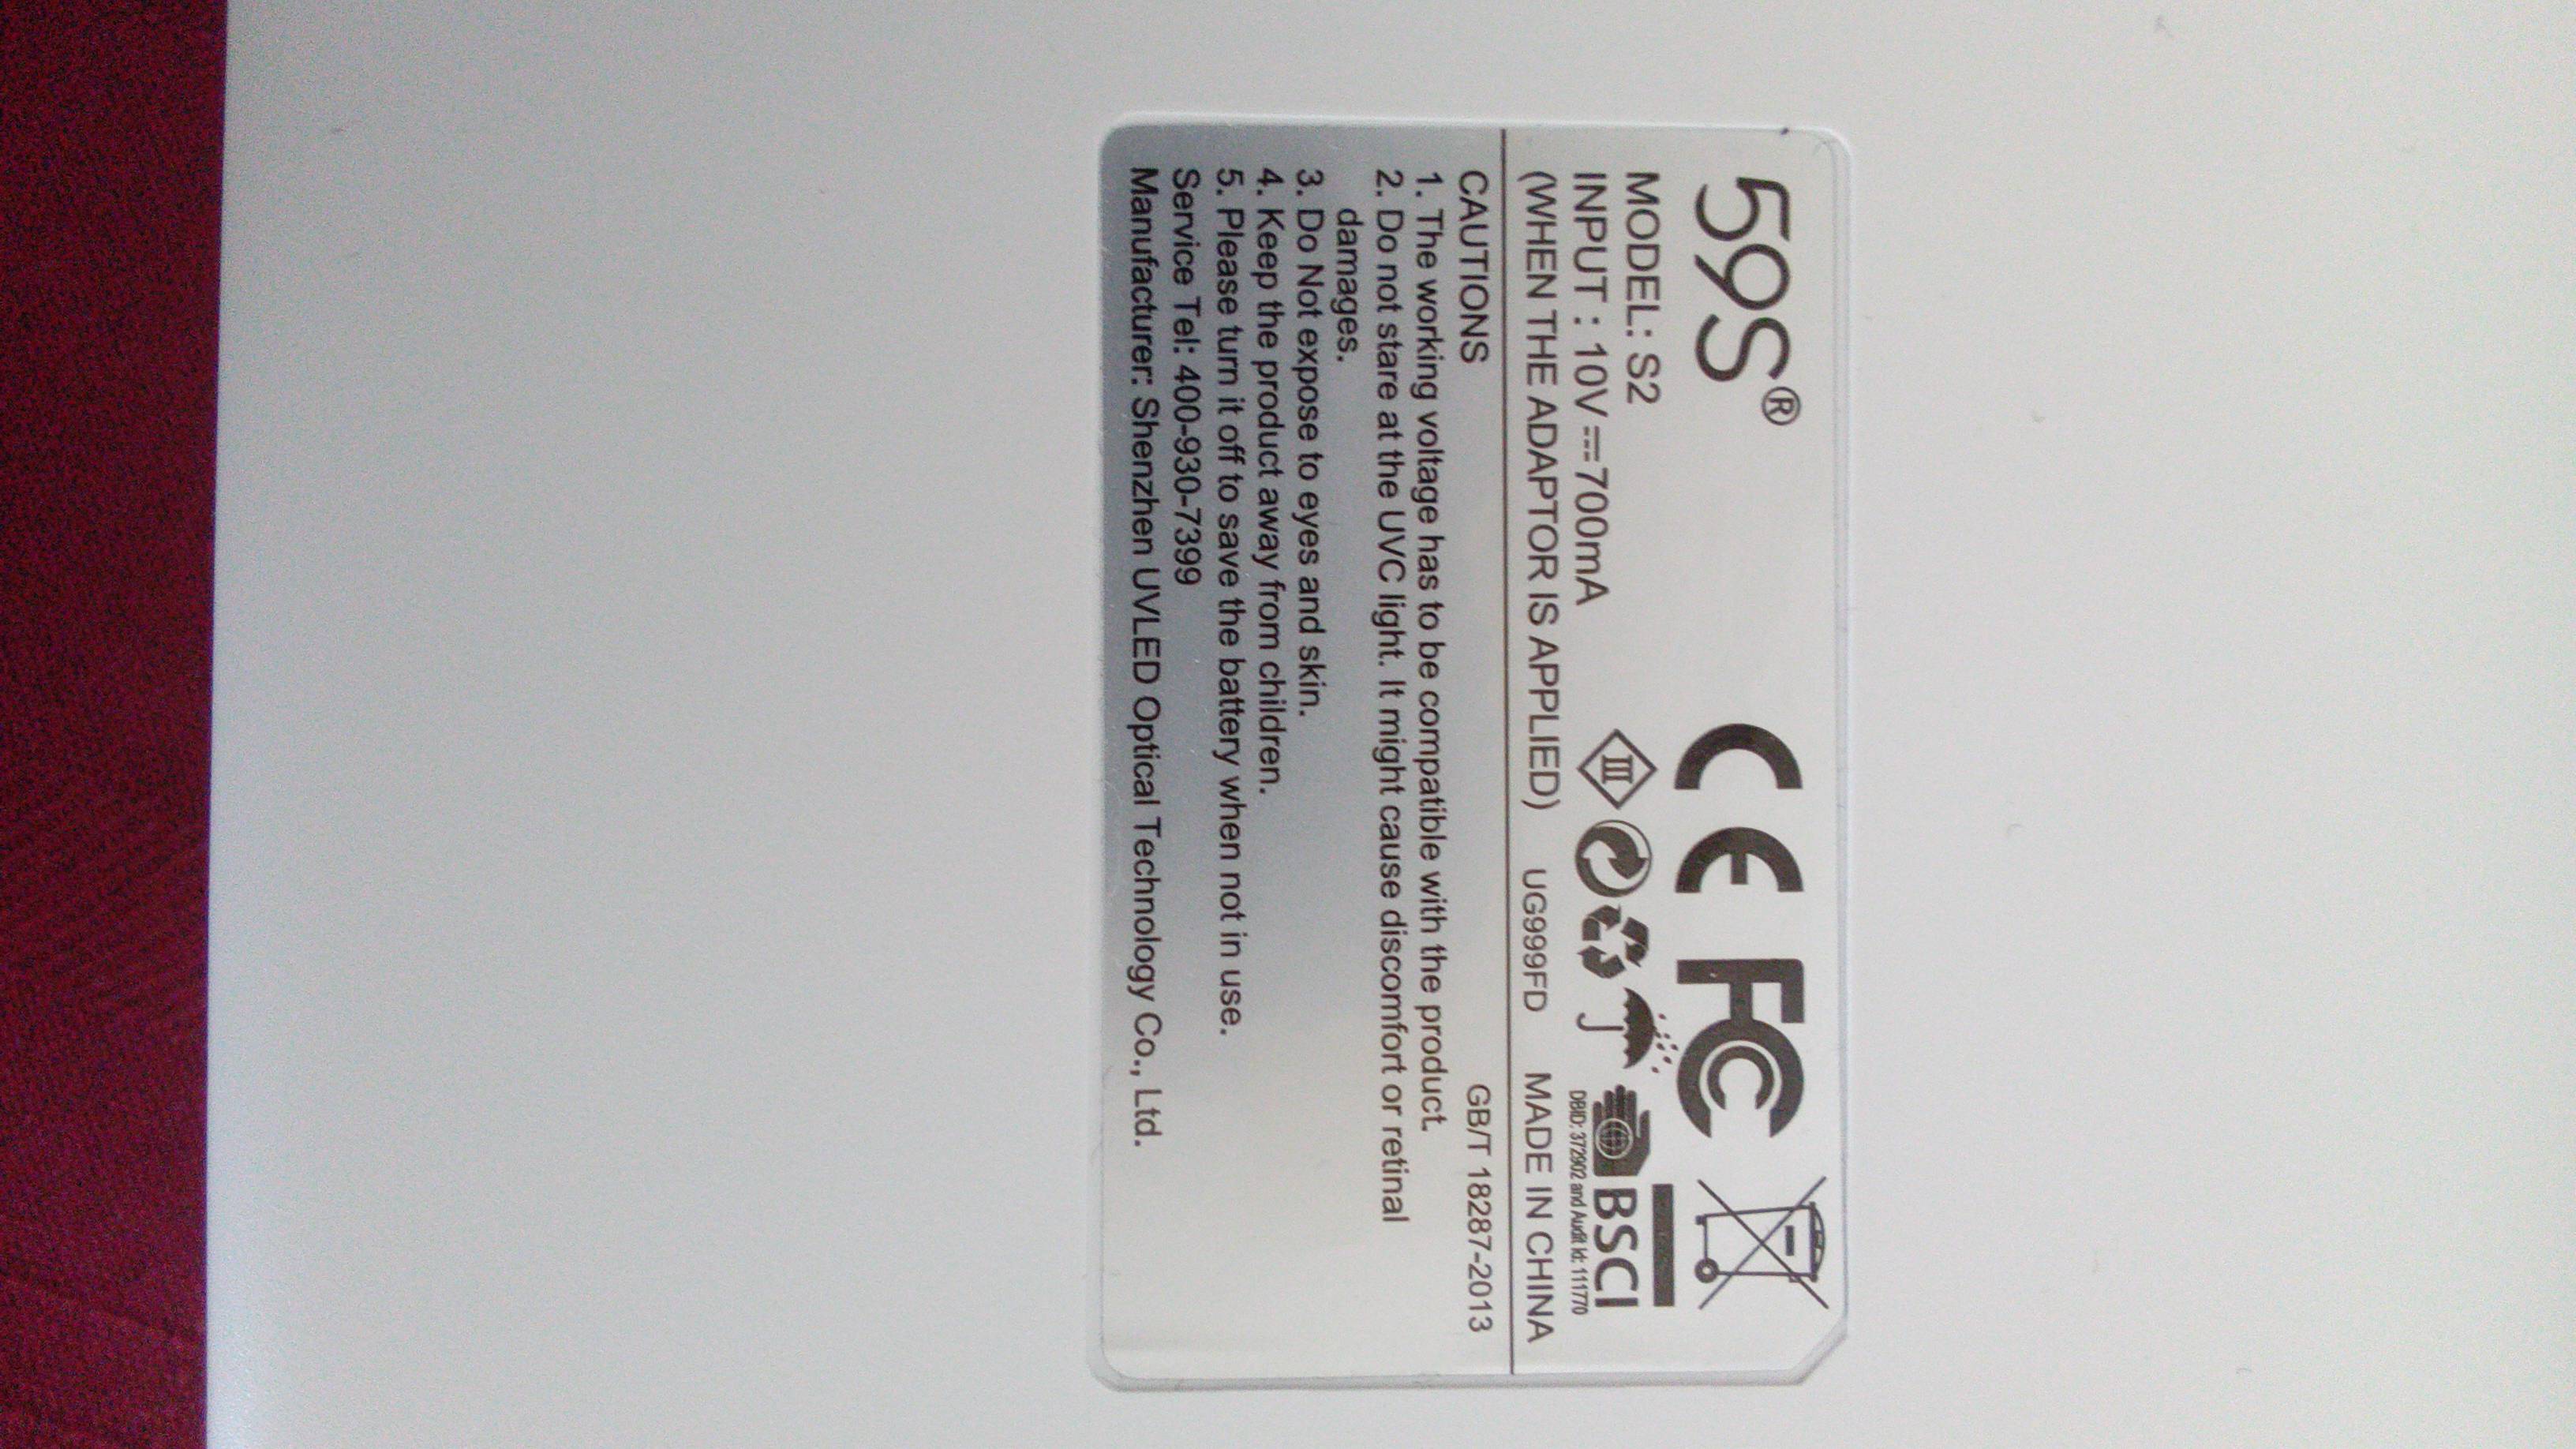 59S®
MODEL: S2
INPUT : 10V⎓700mA
(WHEN THE ADAPTOR IS APPLIED)
CE FC
III
BSCI
DBID: 372902 and Audit Id: 111770
UG999FD MADE IN CHINA
CAUTIONS GB/T 18287-2013
1. The working voltage has to be compatible with the product.
2. Do not stare at the UVC light. It might cause discomfort or retinal
damages.
3. Do Not expose to eyes and skin.
4. Keep the product away from children.
5. Please turn it off to save the battery when not in use.
Service Tel: 400-930-7399
Manufacturer: Shenzhen UVLED Optical Technology Co., Ltd.